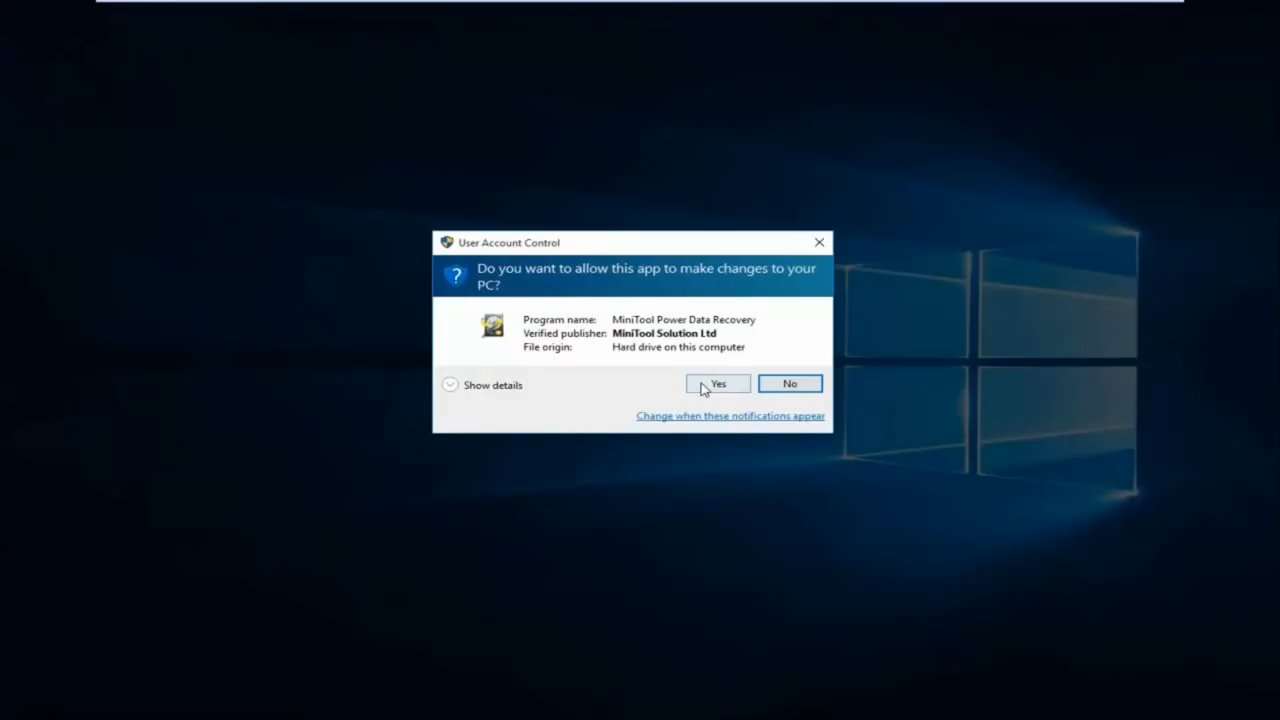 User Account Control
Do you want to allow this app to make changes to your
PC?
Program name: MiniTool Power Data Recovery
Verified publisher: MiniTool Solution Ltd
File origin: Hard drive on this computer
Show details
Yes
No
Change when these notifications appear